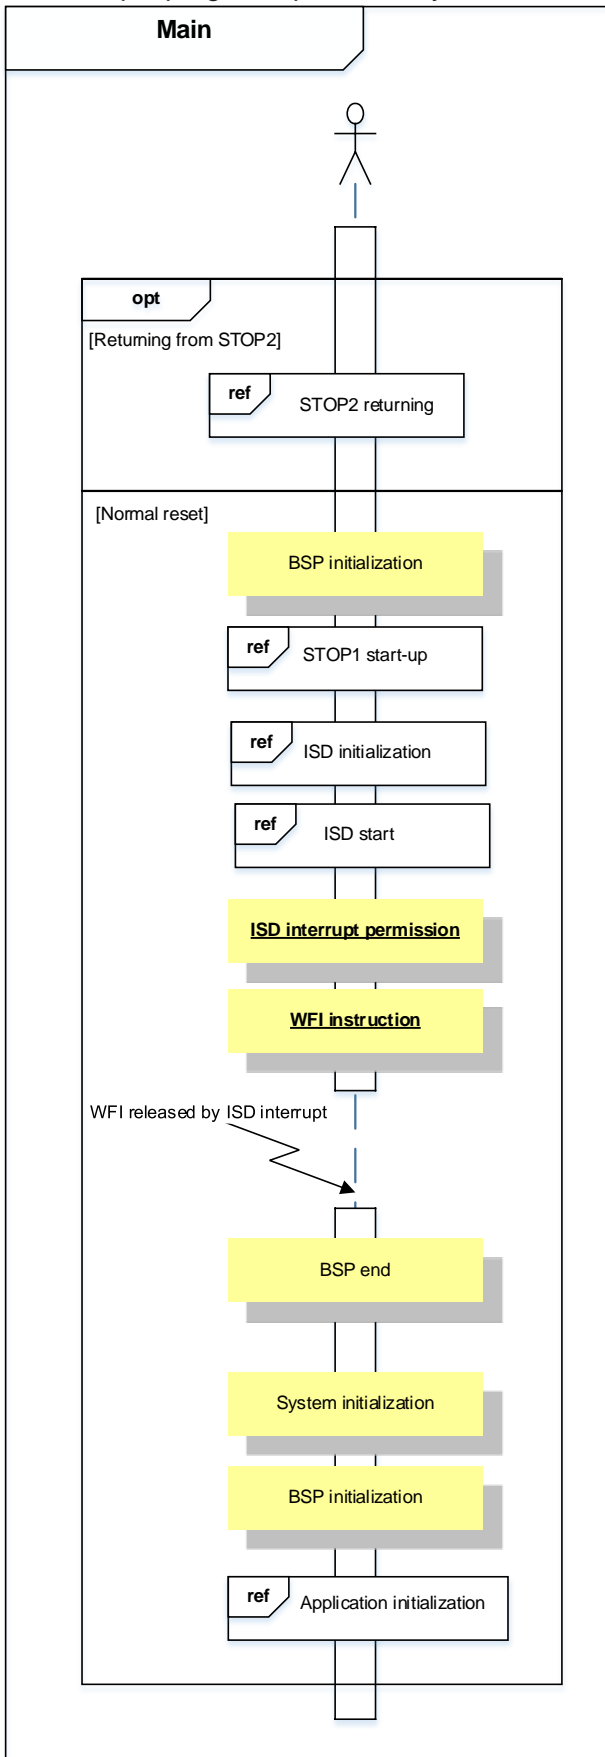 Main
opt
[Returning from STOP2]
ref
STOP2 returning
[Normal reset]
BSP initialization
ref
STOP1 start-up
ref
ISD initialization
ref
ISD start
ISD interrupt permission
WFI instruction
WFI released by ISD interrupt
BSP end
System initialization
BSP initialization
ref
Application initialization